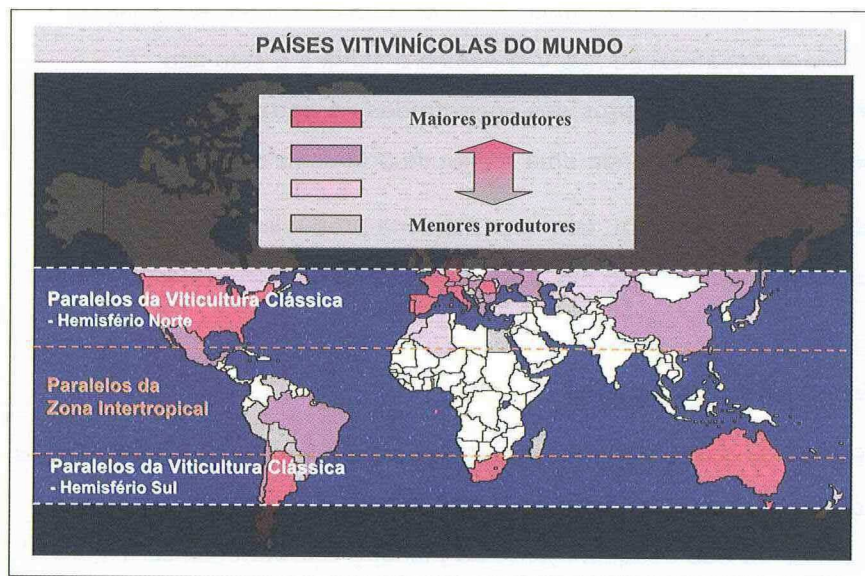 PAÍSES VITIVINÍCOLAS DO MUNDO
Maiores produtores
Menores produtores
Paralelos da Viticultura Clássica
- Hemisfério Norte
Paralelos da
Zona Intertropical
Paralelos da Viticultura Clássica
- Hemisfério Sul